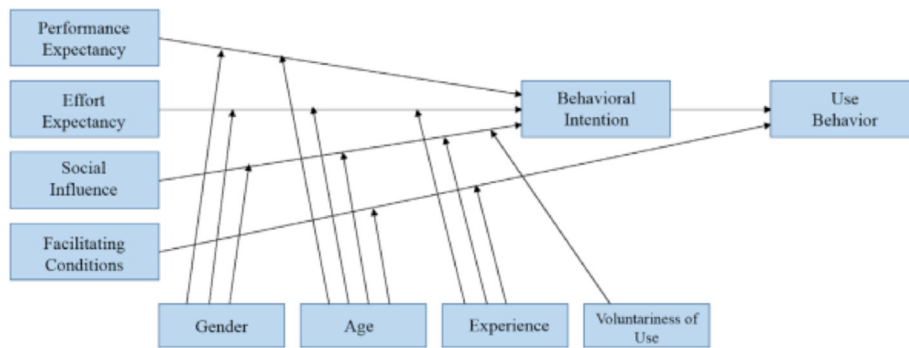 Performance
Expectancy
Effort
Expectancy
Social
Influence
Facilitating
Conditions
Behavioral
Intention
Use
Behavior
Gender
Age
Experience
Voluntariness of
Use